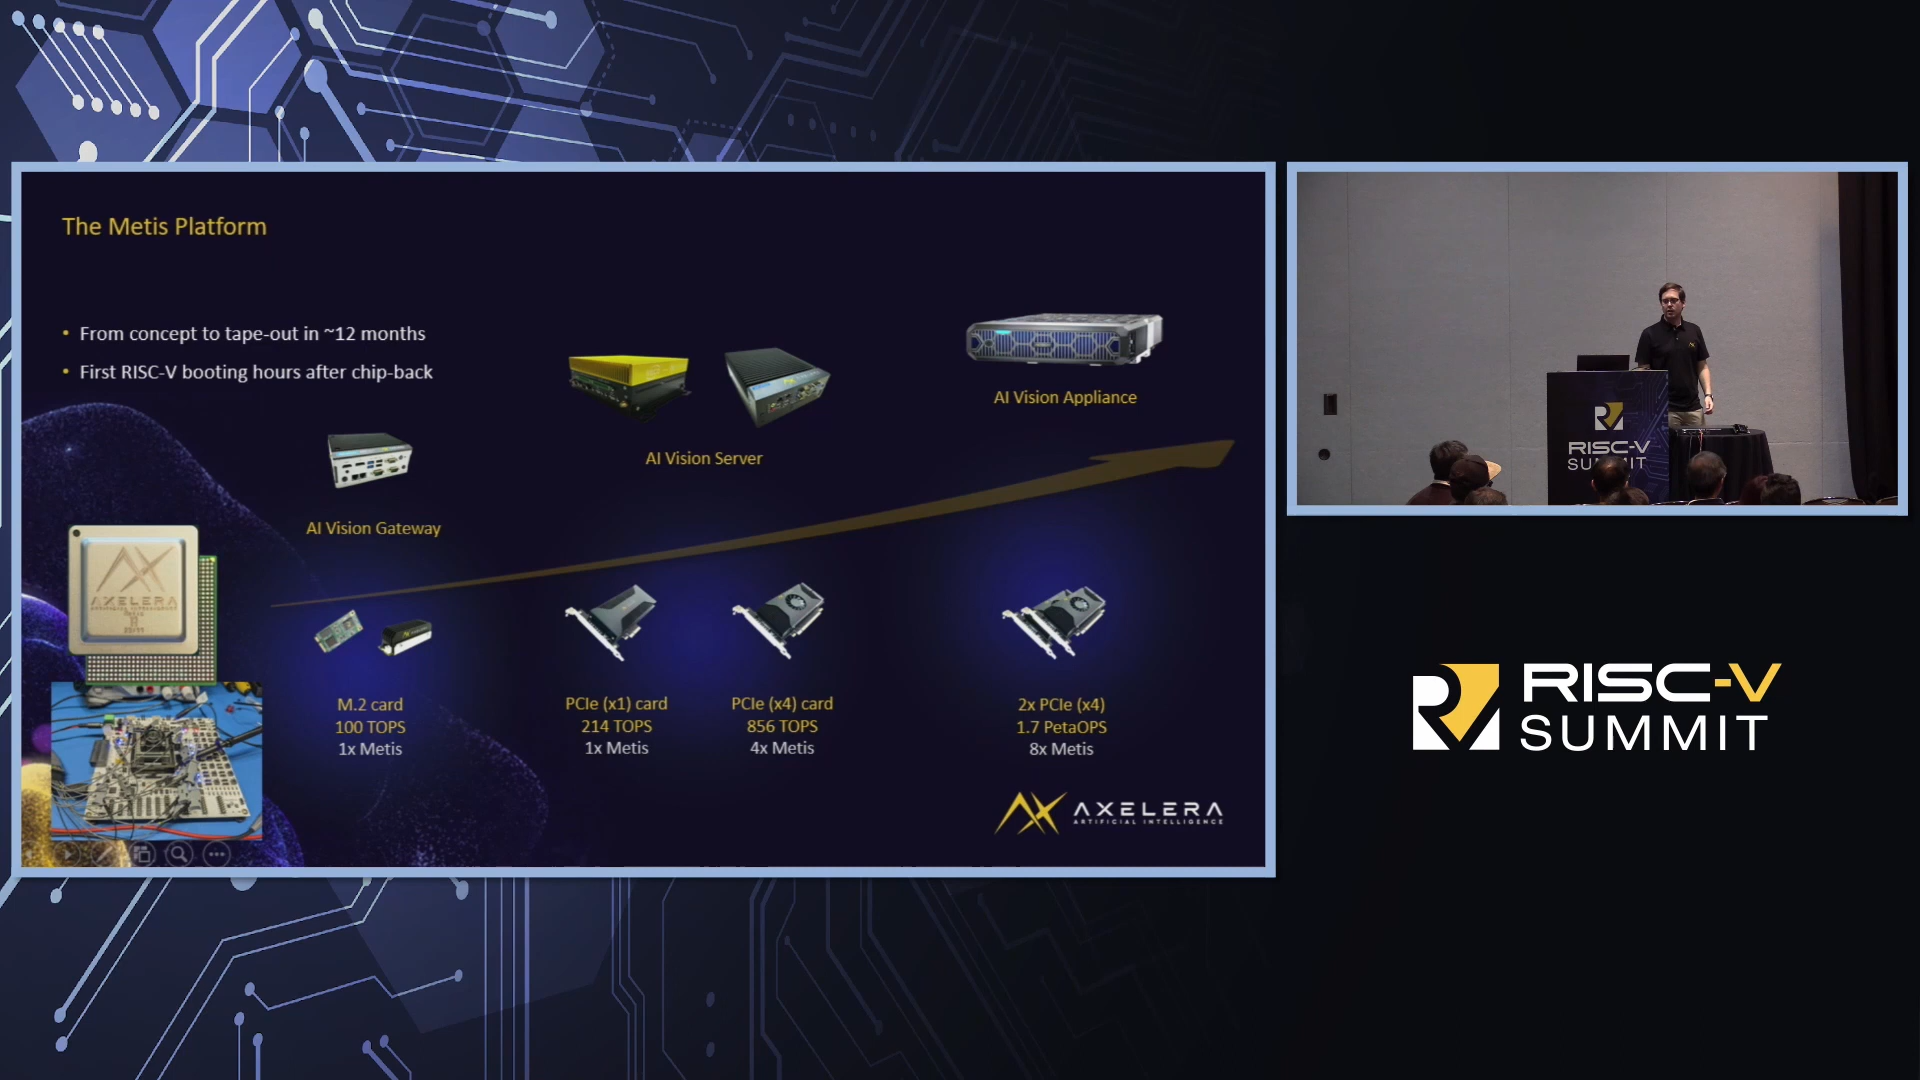 The Metis Platform
• From concept to tape-out in ~12 months
• First RISC-V booting hours after chip-back
AI Vision Gateway
AI Vision Server
AI Vision Appliance
AXELERA
M.2 card
100 TOPS
1x Metis
PCIe (x1) card
214 TOPS
1x Metis
PCIe (x4) card
856 TOPS
4x Metis
2x PCIe (x4)
1.7 PetaOPS
8x Metis
AXELERA
ARTIFICIAL INTELLIGENCE
RISC-V
SUMMIT
RISC-V
SUMMIT